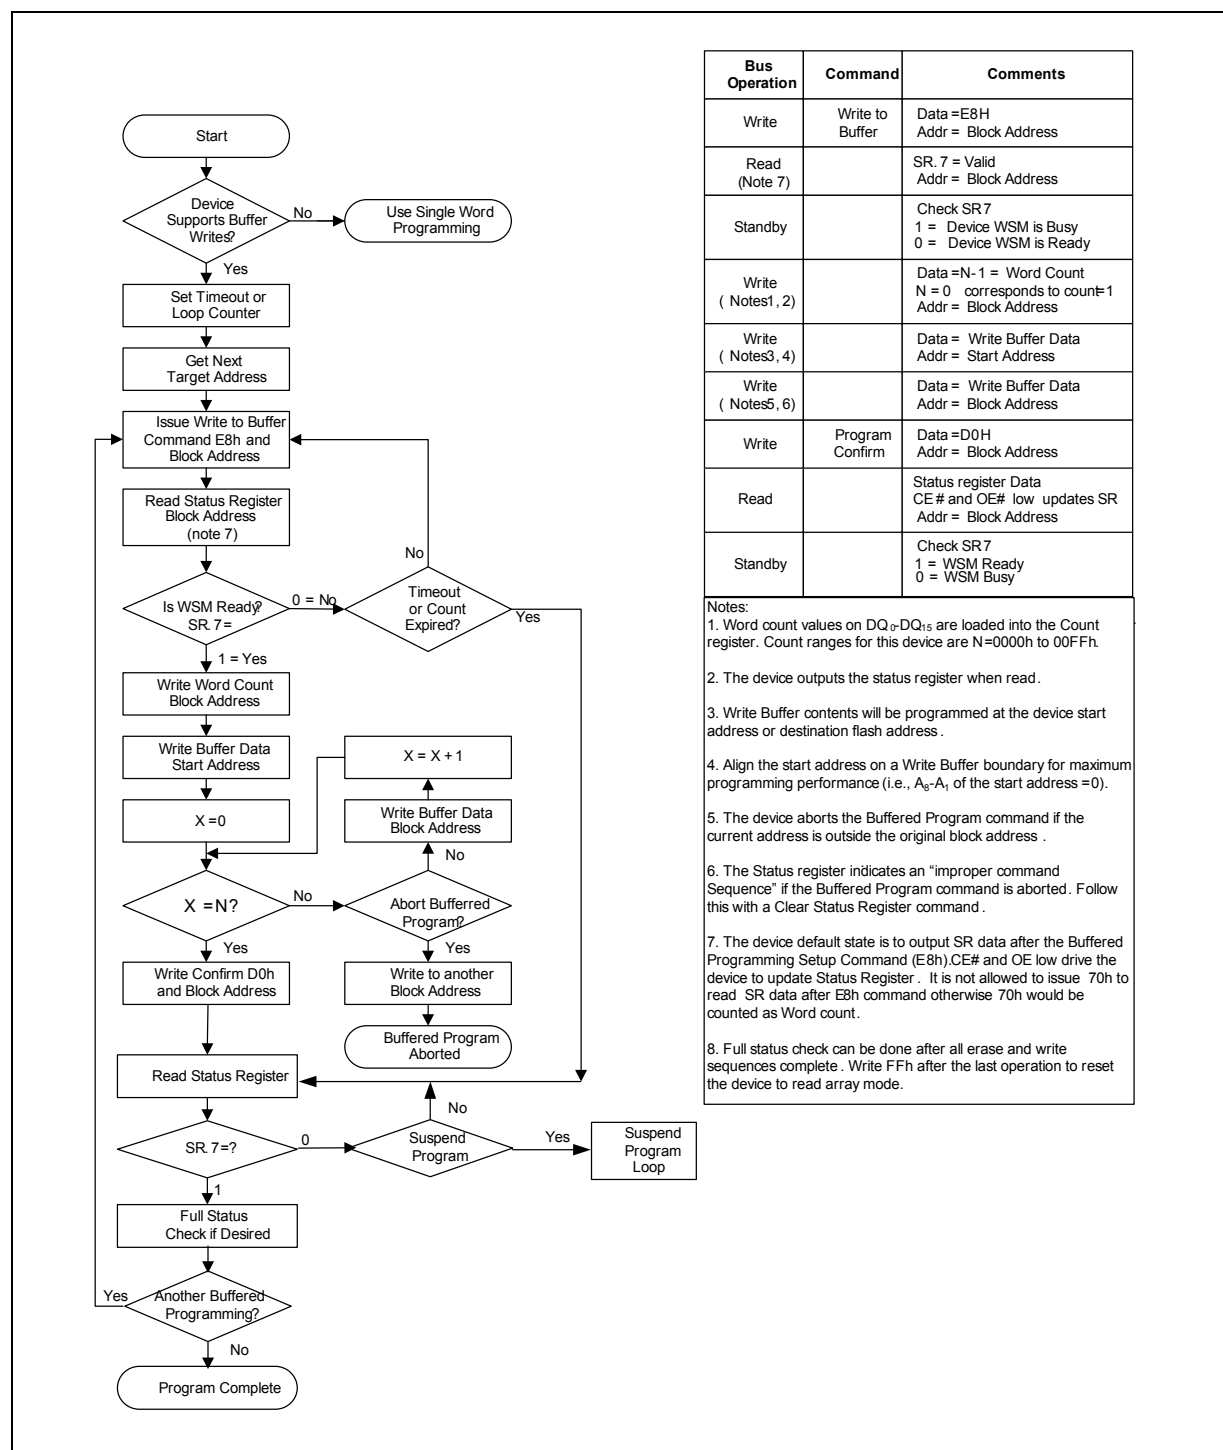 Start
Device
Supports Buffer
Writes?
No
Use Single Word
Programming
Yes
Set Timeout or
Loop Counter
Get Next
Target Address
Issue Write to Buffer
Command E8h and
Block Address
Read Status Register
Block Address
(note 7)
No
Is WSM Ready?
SR. 7 =
0 = No
Timeout
or Count
Expired?
Yes
1 = Yes
Write Word Count
Block Address
Write Buffer Data
Start Address
X = X + 1
X =0
Write Buffer Data
Block Address
No
X =N?
No
Abort Bufferred
Program?
Yes
Yes
Write Confirm D0h
and Block Address
Write to another
Block Address
Buffered Program
Aborted
Read Status Register
No
SR. 7=?
0
Suspend
Program
Yes
Suspend
Program
Loop
1
Full Status
Check if Desired
Yes
Another Buffered
Programming?
No
Program Complete
Bus
Operation
Command
Comments
Write
Write to
Buffer
Data =E8H
Addr = Block Address
Read
(Note 7)
SR. 7 = Valid
Addr = Block Address
Standby
Check SR7
1 = Device WSM is Busy
0 = Device WSM is Ready
Write
( Notes1, 2)
Data =N- 1 = Word Count
N = 0 corresponds to count=1
Addr = Block Address
Write
( Notes3, 4)
Data = Write Buffer Data
Addr = Start Address
Write
( Notes5, 6)
Data = Write Buffer Data
Addr = Block Address
Write
Program
Confirm
Data =D0H
Addr = Block Address
Read
Status register Data
CE# and OE# low updates SR
Addr = Block Address
Standby
Check SR7
1 = WSM Ready
0 = WSM Busy
Notes:
1. Word count values on DQ0-DQ15 are loaded into the Count
register. Count ranges for this device are N=0000h to 00FFh.
2. The device outputs the status register when read.
3. Write Buffer contents will be programmed at the device start
address or destination flash address.
4. Align the start address on a Write Buffer boundary for maximum
programming performance (i.e., A8-A1 of the start address =0).
5. The device aborts the Buffered Program command if the
current address is outside the original block address .
6. The Status register indicates an “improper command
Sequence” if the Buffered Program command is aborted. Follow
this with a Clear Status Register command .
7. The device default state is to output SR data after the Buffered
Programming Setup Command (E8h).CE# and OE low drive the
device to update Status Register . It is not allowed to issue 70h to
read SR data after E8h command otherwise 70h would be
counted as Word count.
8. Full status check can be done after all erase and write
sequences complete . Write FFh after the last operation to reset
the device to read array mode.